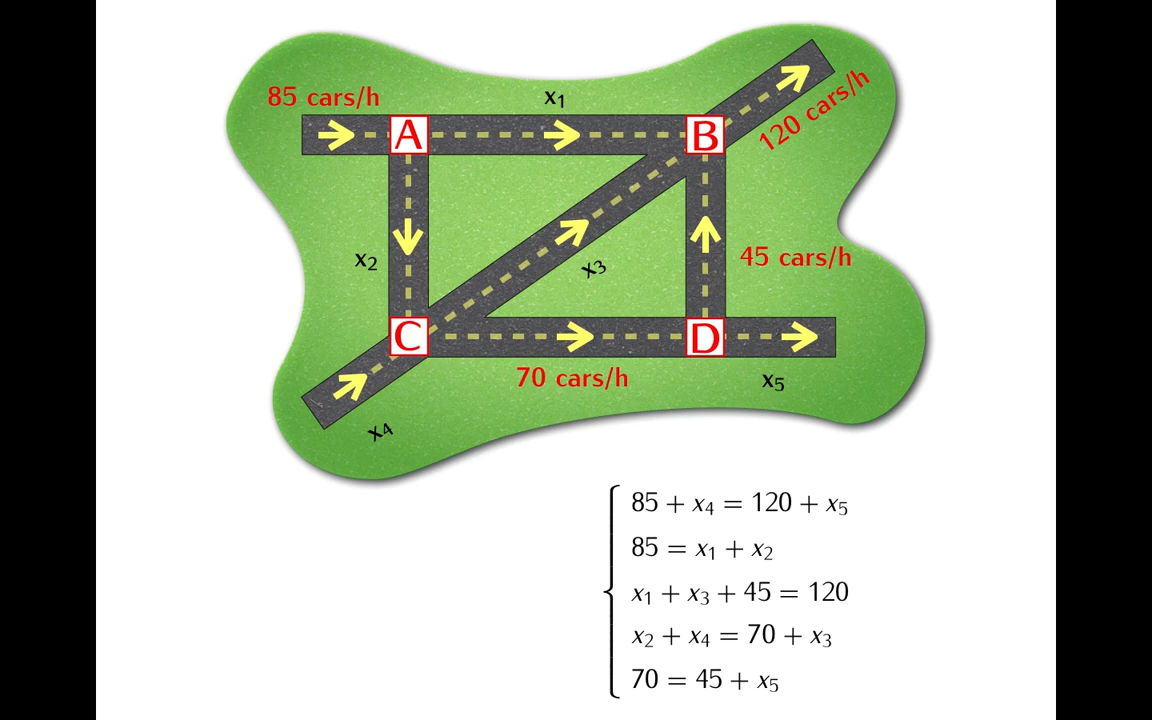 85 cars/h
x₁
120 cars/h
A
B
x₂
x₃
45 cars/h
C
D
70 cars/h
x₅
x₄
85 + x₄ = 120 + x₅
85 = x₁ + x₂
x₁ + x₃ + 45 = 120
x₂ + x₄ = 70 + x₃
70 = 45 + x₅